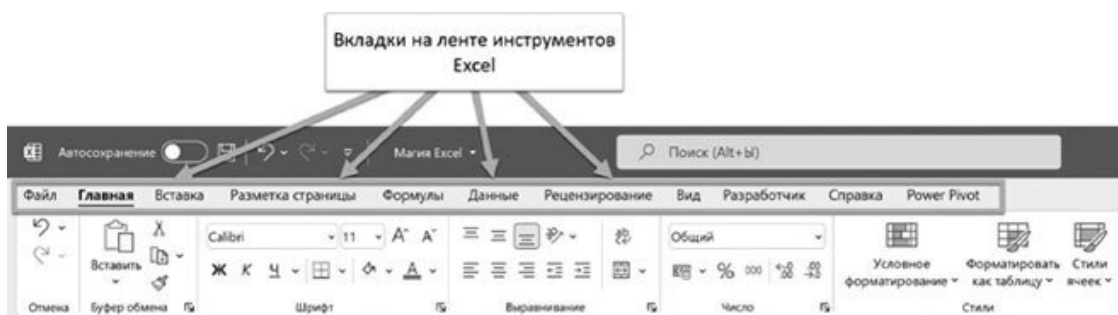 Вкладки на ленте инструментов
Excel
Автосохранение
Магия Excel
Поиск (Alt+Ы)
Файл Главная Вставка Разметка страницы Формулы Данные Рецензирование Вид Разработчик Справка Power Pivot
Calibri 11 A A Общий
Вставить
Ж К Ч A % 000
Условное форматирование Форматировать как таблицу Стили ячеек
Отмена Буфер обмена Шрифт Выравнивание Число Стили